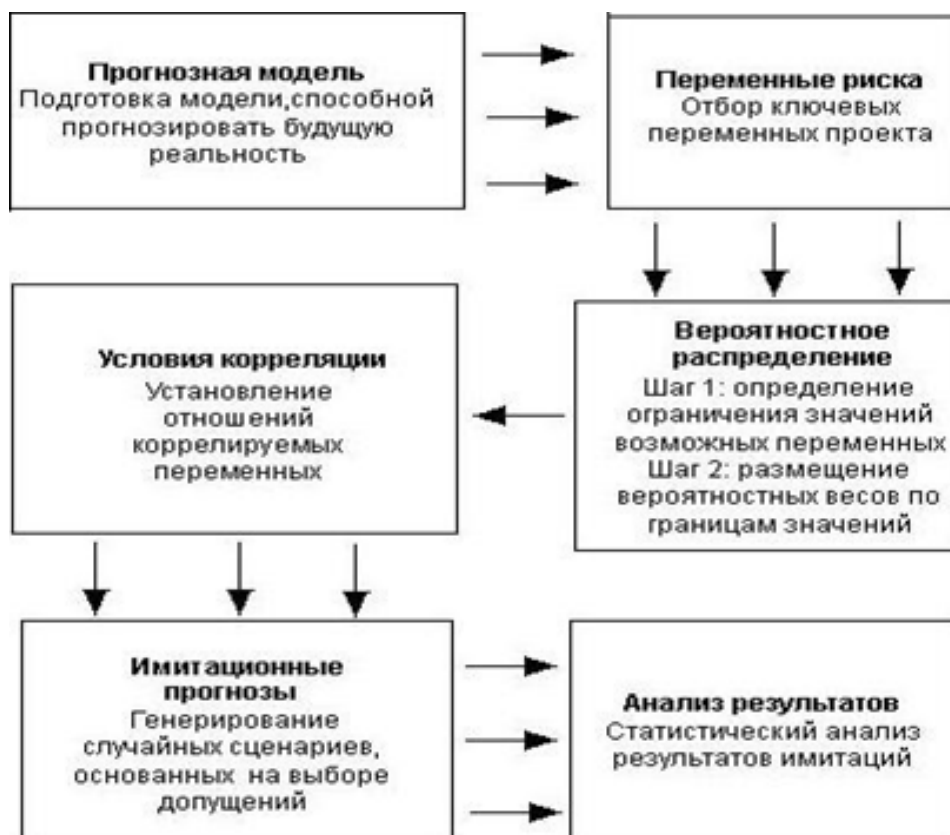 Прогнозная модель
Подготовка модели,способной
прогнозировать будущую
реальность
Переменные риска
Отбор ключевых
переменных проекта
Вероятностное
распределение
Шаг 1: определение
ограничения значений
возможных переменных
Шаг 2: размещение
вероятностных весов по
границам значений
Условия корреляции
Установление
отношений
коррелируемых
переменных
Имитационные
прогнозы
Генерирование
случайных сценариев,
основанных на выборе
допущений
Анализ результатов
Статистический анализ
результатов имитаций